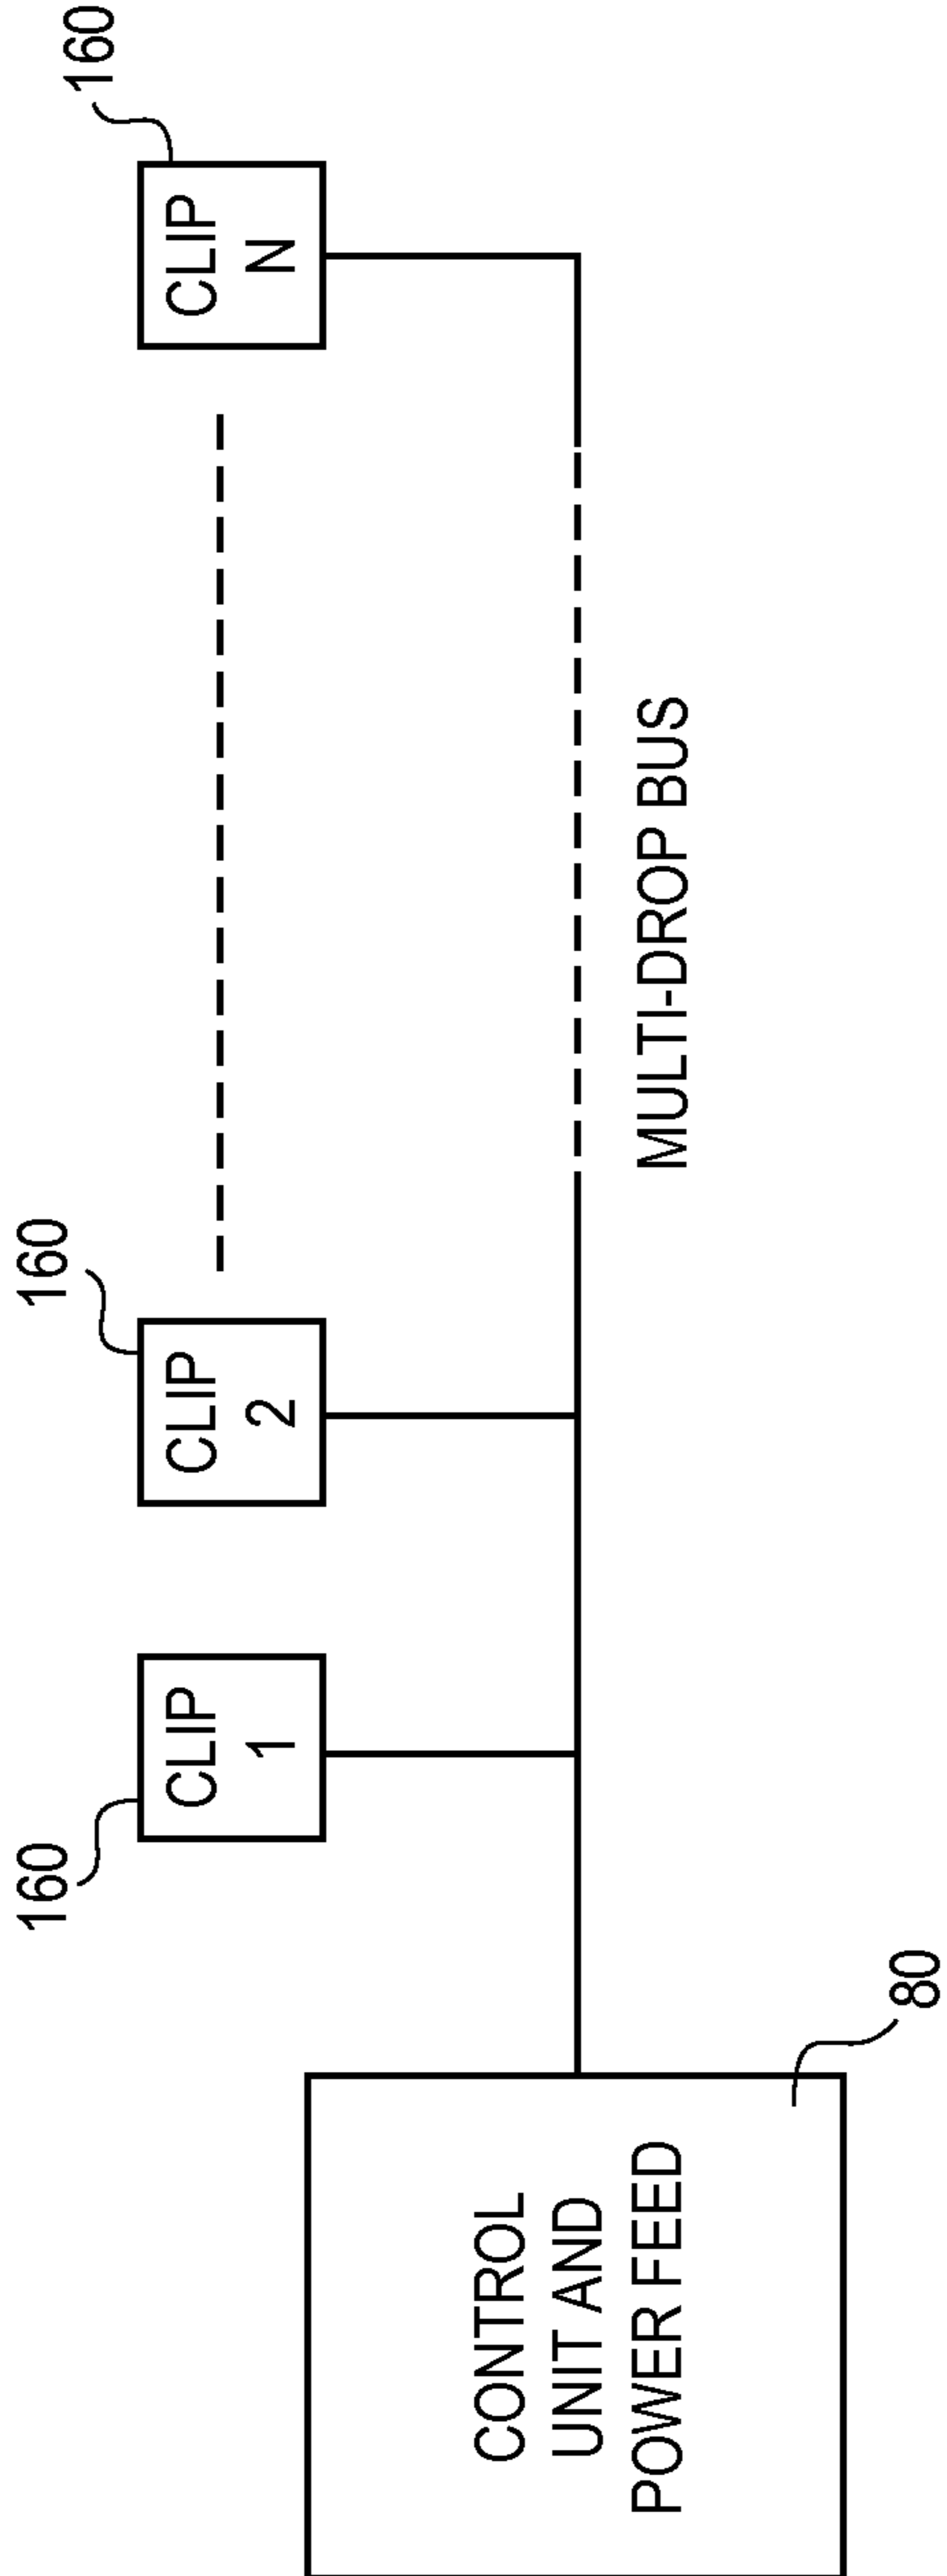 160
160
160
CLIP
1
CLIP
2
CLIP
N
CONTROL
UNIT AND
POWER FEED
MULTI-DROP BUS
80